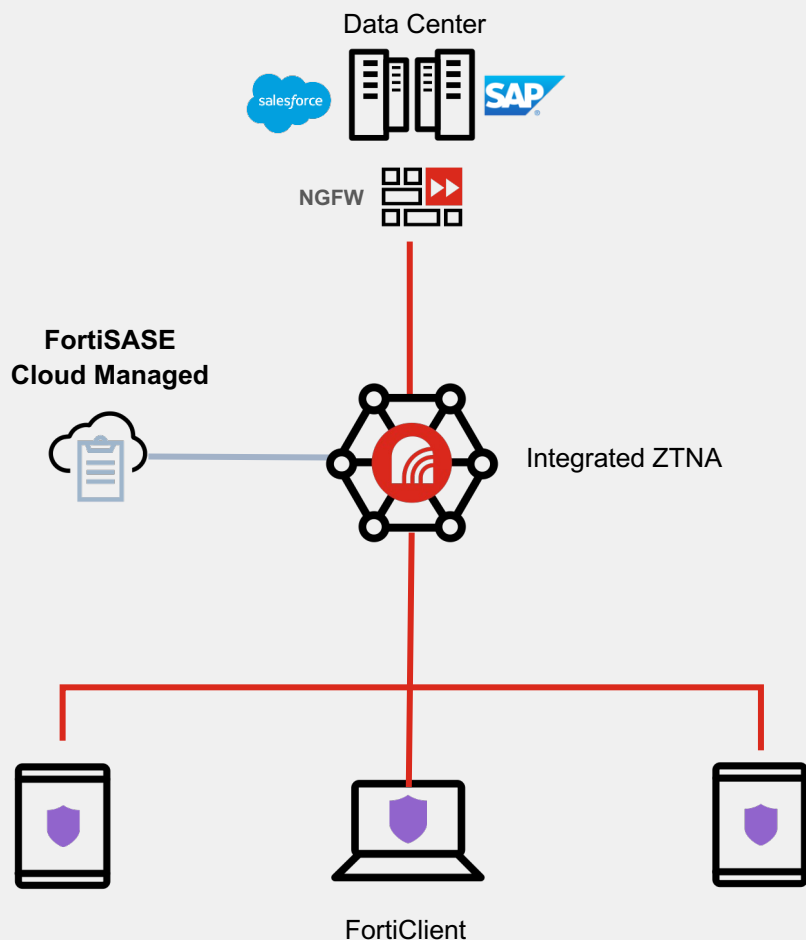 Data Center
salesforce
SAP
NGFW
FortiSASE
Cloud Managed
Integrated ZTNA
FortiClient